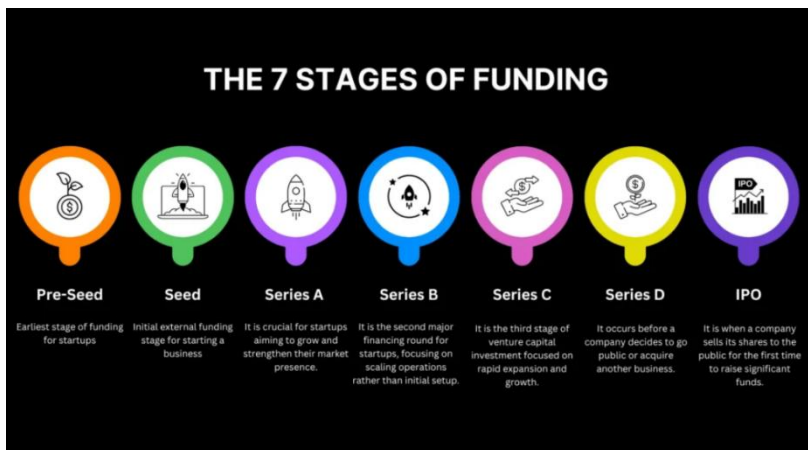 THE 7 STAGES OF FUNDING
IPO
Pre-Seed
Earliest stage of funding
for startups
Seed
Initial external funding
stage for starting a
business
Series A
It is crucial for startups
aiming to grow and
strengthen their market
presence.
Series B
It is the second major
financing round for
startups, focusing on
scaling operations
rather than initial setup.
Series C
It is the third stage of
venture capital
investment focused on
rapid expansion and
growth.
Series D
It occurs before a
company decides to go
public or acquire
another business.
IPO
It is when a company
sells its shares to the
public for the first time
to raise significant
funds.